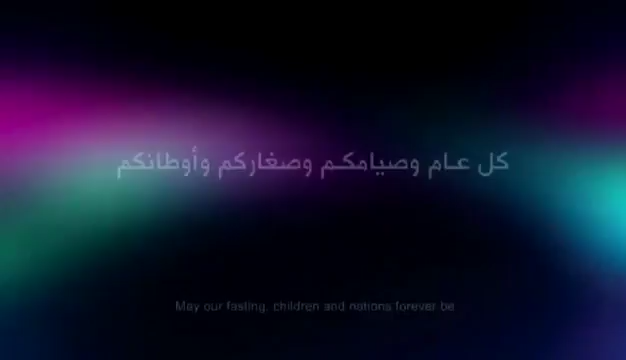 كل عام وصيامكم وصغاركم وأوطانكم
May our fasting, children and nations forever be